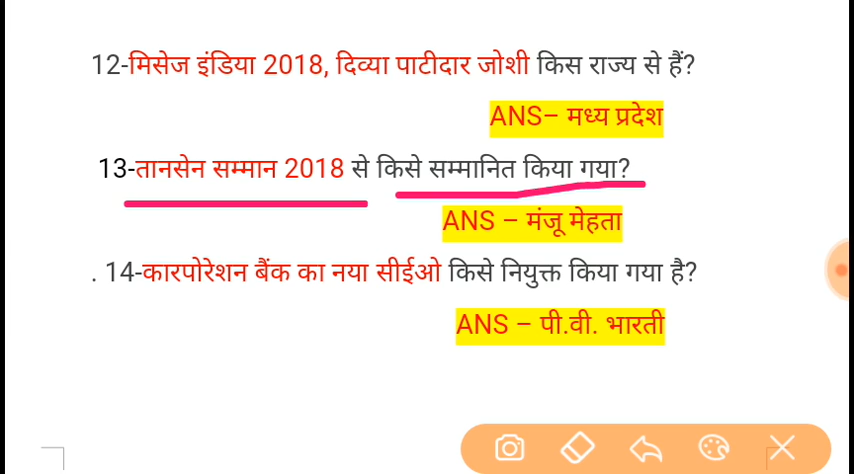 12-मिसेज इंडिया 2018, दिव्या पाटीदार जोशी किस राज्य से हैं?
ANS– मध्य प्रदेश
13-तानसेन सम्मान 2018 से किसे सम्मानित किया गया?
ANS – मंजू मेहता
. 14-कारपोरेशन बैंक का नया सीईओ किसे नियुक्त किया गया है?
ANS – पी.वी. भारती